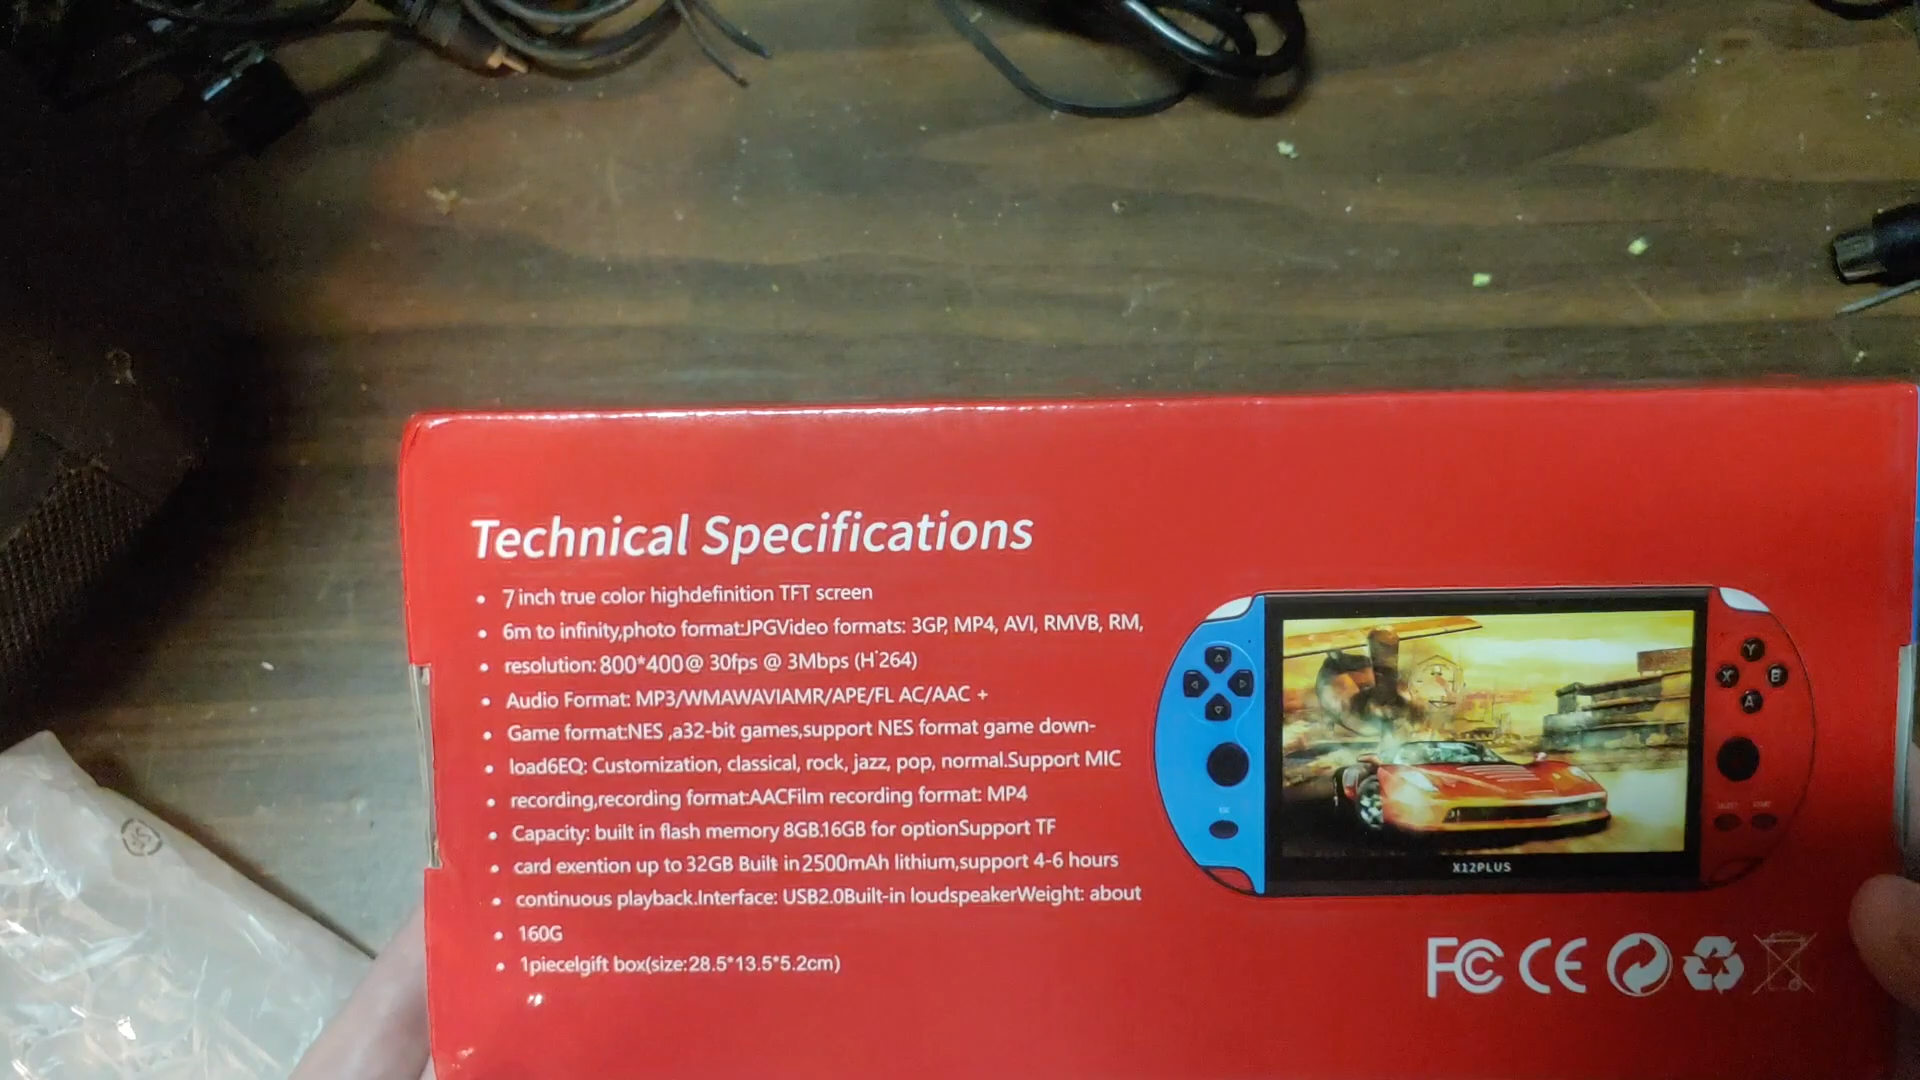 Technical Specifications
• 7 inch true color highdefinition TFT screen
• 6m to infinity,photo format:JPGVideo formats: 3GP, MP4, AVI, RMVB, RM,
• resolution: 800*400@ 30fps @ 3Mbps (H˙264)
• Audio Format: MP3/WMAWAVIAMR/APE/FL AC/AAC +
• Game format:NES ,a32-bit games,support NES format game down-
• load6EQ: Customization, classical, rock, jazz, pop, normal.Support MIC
• recording,recording format:AACFilm recording format: MP4
• Capacity: built in flash memory 8GB.16GB for optionSupport TF
• card exention up to 32GB Built in 2500mAh lithium,support 4-6 hours
• continuous playback.Interface: USB2.0Built-in loudspeakerWeight: about
• 160G
• 1piecelgift box(size:28.5*13.5*5.2cm)
Y
X B
A
X12PLUS
FC CE